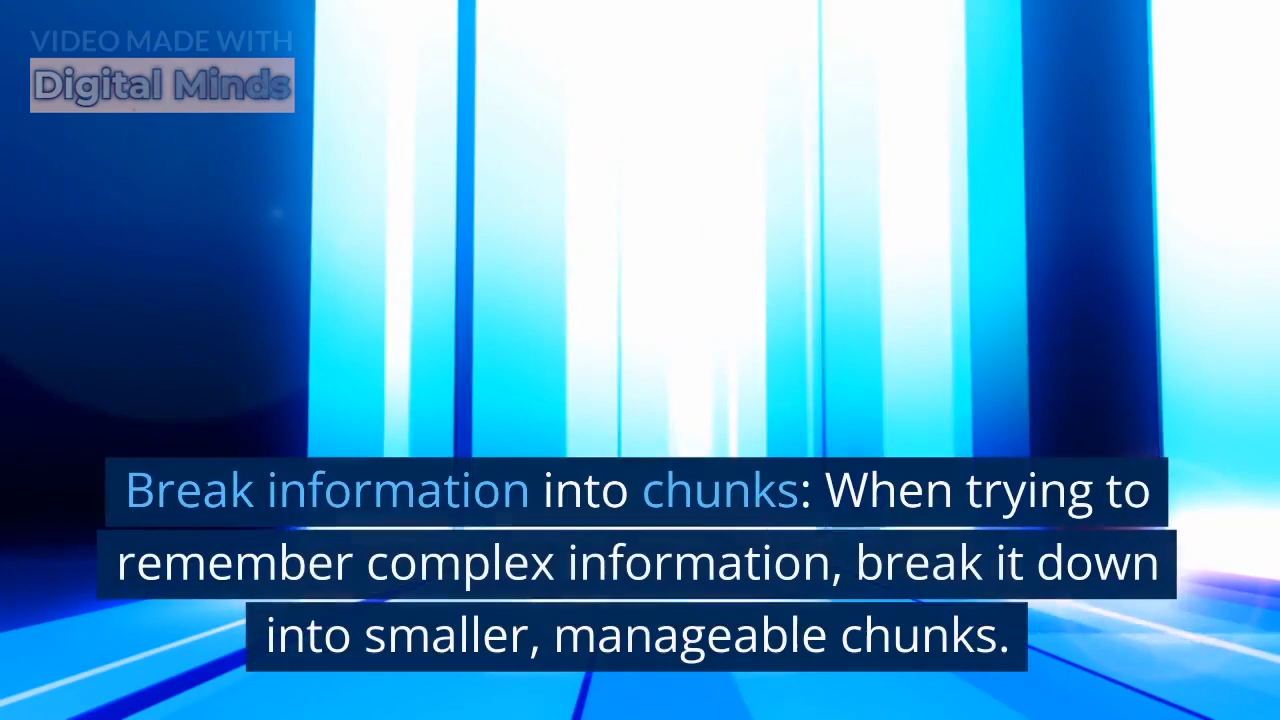 VIDEO MADE WITH
Digital Minds
Break information into chunks: When trying to
remember complex information, break it down
into smaller, manageable chunks.